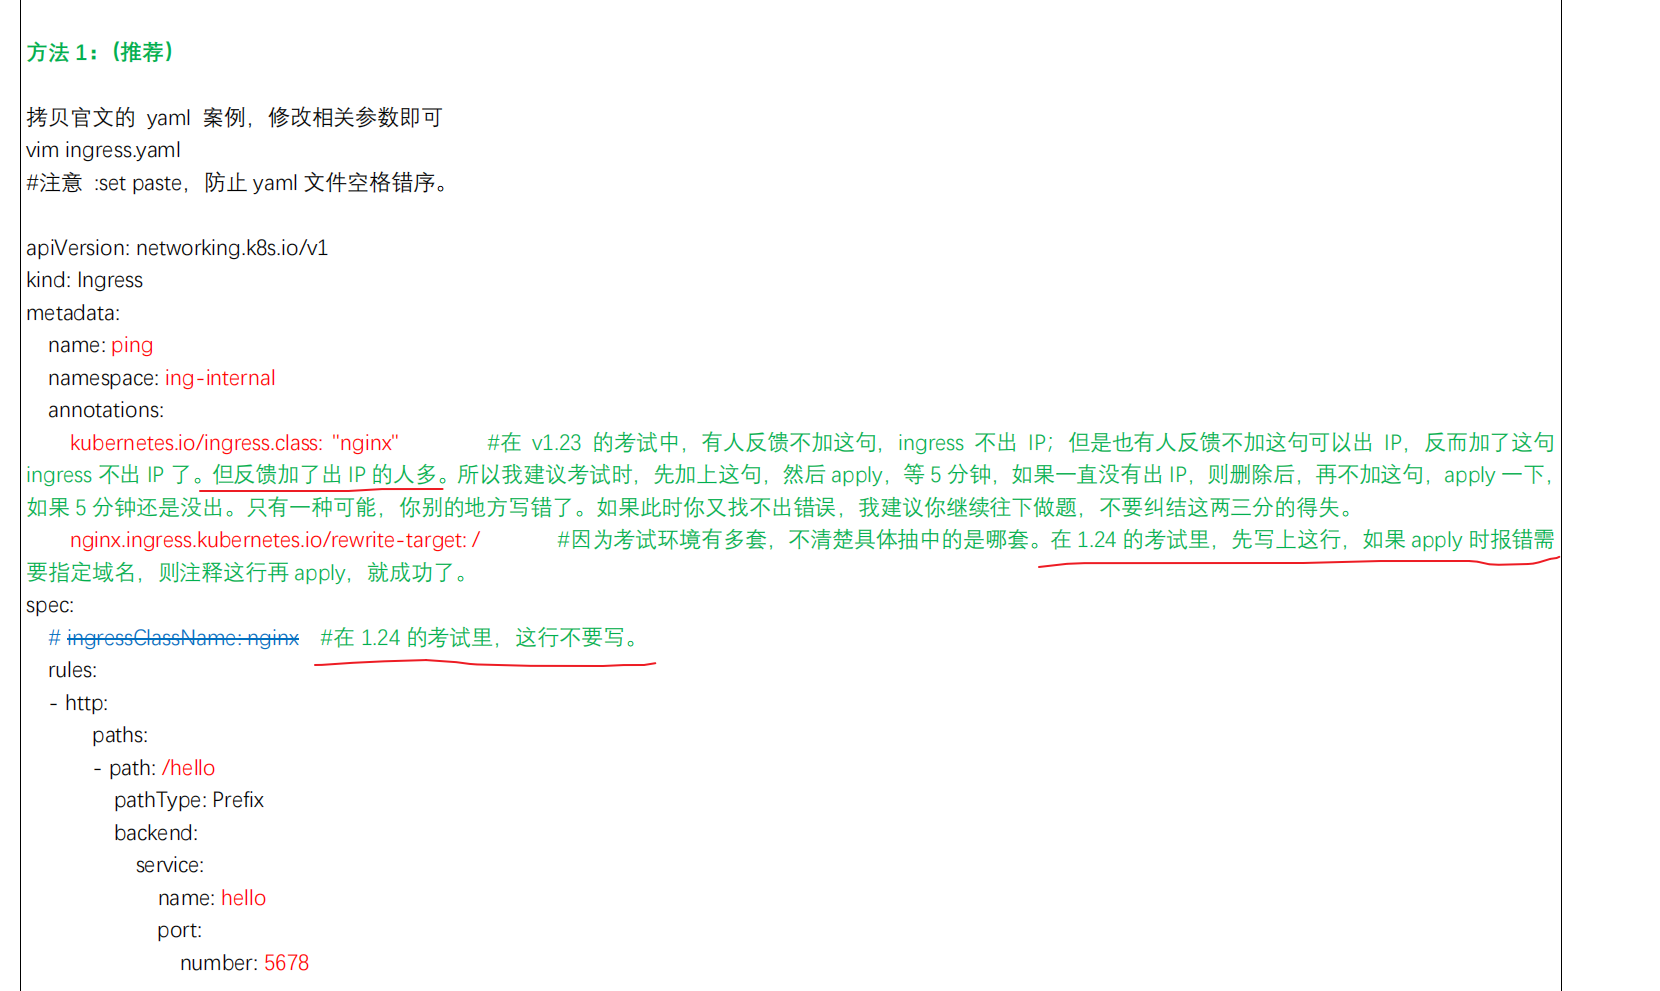 方法 1：（推荐）
拷贝官文的 yaml 案例，修改相关参数即可
vim ingress.yaml
#注意 :set paste，防止 yaml 文件空格错序。
apiVersion: networking.k8s.io/v1
kind: Ingress
metadata:
name: ping
namespace: ing-internal
annotations:
kubernetes.io/ingress.class: "nginx" #在 v1.23 的考试中，有人反馈不加这句，ingress 不出 IP；但是也有人反馈不加这句可以出 IP，反而加了这句
ingress 不出 IP 了。但反馈加了出 IP 的人多。所以我建议考试时，先加上这句，然后 apply，等 5 分钟，如果一直没有出 IP，则删除后，再不加这句，apply 一下，
如果 5 分钟还是没出。只有一种可能，你别的地方写错了。如果此时你又找不出错误，我建议你继续往下做题，不要纠结这两三分的得失。
nginx.ingress.kubernetes.io/rewrite-target: / #因为考试环境有多套，不清楚具体抽中的是哪套。在 1.24 的考试里，先写上这行，如果 apply 时报错需
要指定域名，则注释这行再 apply，就成功了。
spec:
# ingressClassName: nginx #在 1.24 的考试里，这行不要写。
rules:
- http:
paths:
- path: /hello
pathType: Prefix
backend:
service:
name: hello
port:
number: 5678